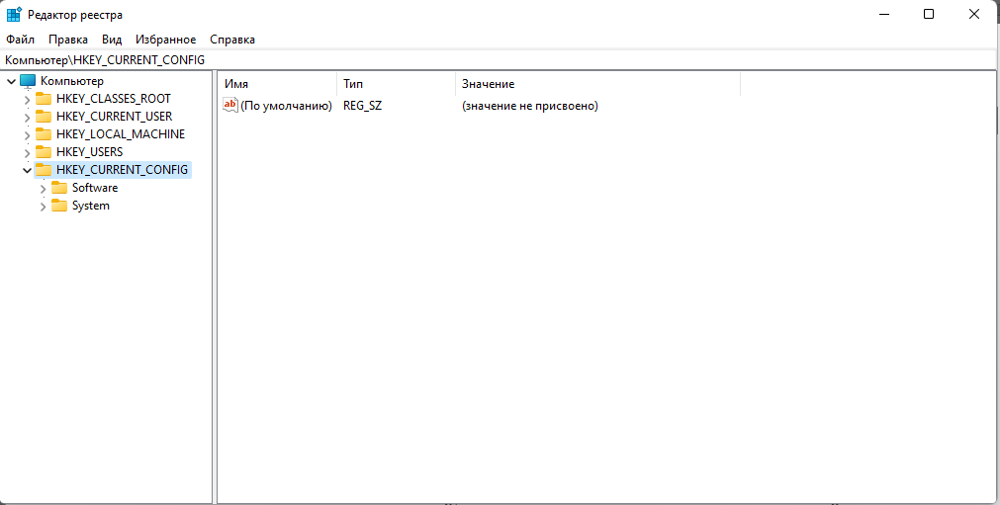 Редактор реестра
Файл Правка Вид Избранное Справка
Компьютер\HKEY_CURRENT_CONFIG
Компьютер
HKEY_CLASSES_ROOT
HKEY_CURRENT_USER
HKEY_LOCAL_MACHINE
HKEY_USERS
HKEY_CURRENT_CONFIG
Software
System
Имя Тип Значение
ab (По умолчанию) REG_SZ (значение не присвоено)